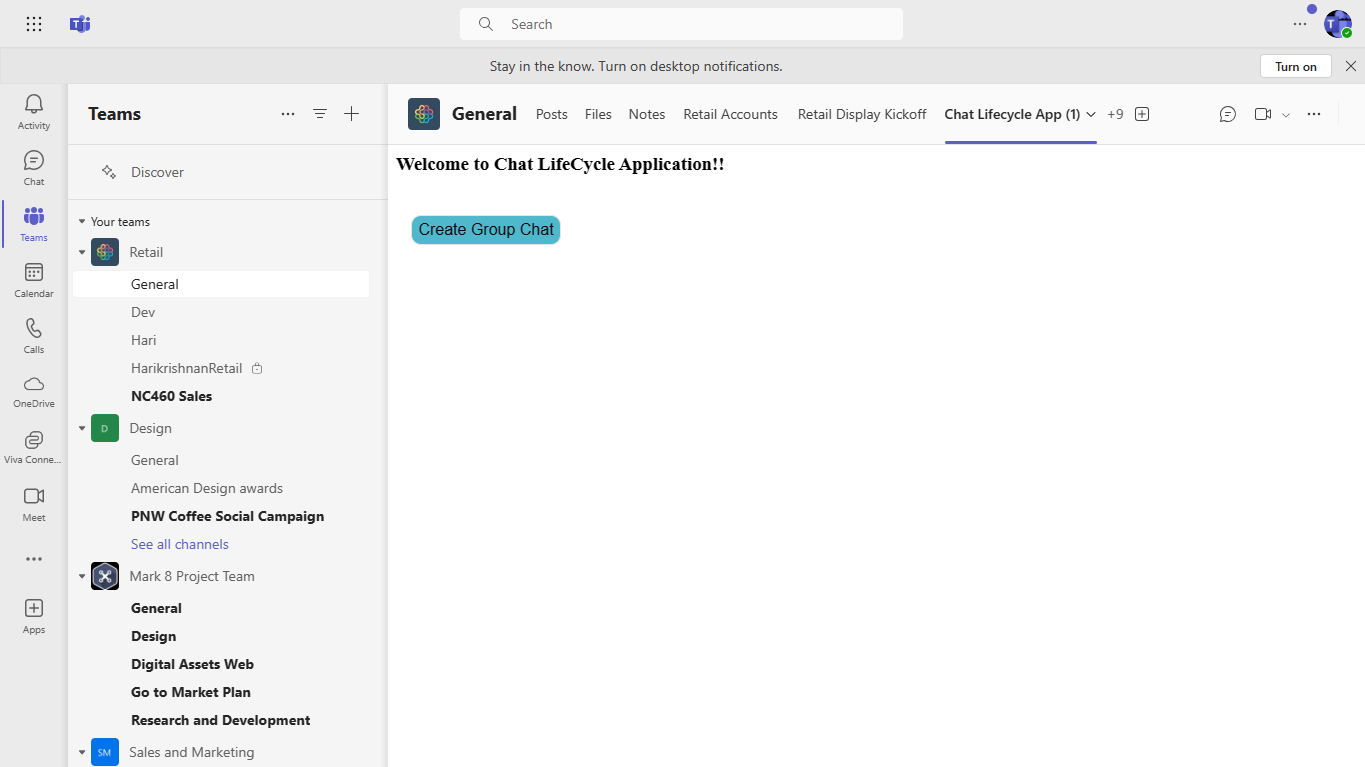 Search
T
Stay in the know. Turn on desktop notifications.
Turn on
Activity
Chat
Teams
Calendar
Calls
OneDrive
Viva Conne...
Meet
Apps
Teams
Discover
Your teams
Retail
General
Dev
Hari
HarikrishnanRetail
NC460 Sales
D
Design
General
American Design awards
PNW Coffee Social Campaign
See all channels
Mark 8 Project Team
General
Design
Digital Assets Web
Go to Market Plan
Research and Development
SM
Sales and Marketing
General
Posts
Files
Notes
Retail Accounts
Retail Display Kickoff
Chat Lifecycle App (1)
+9
Welcome to Chat LifeCycle Application!!
Create Group Chat